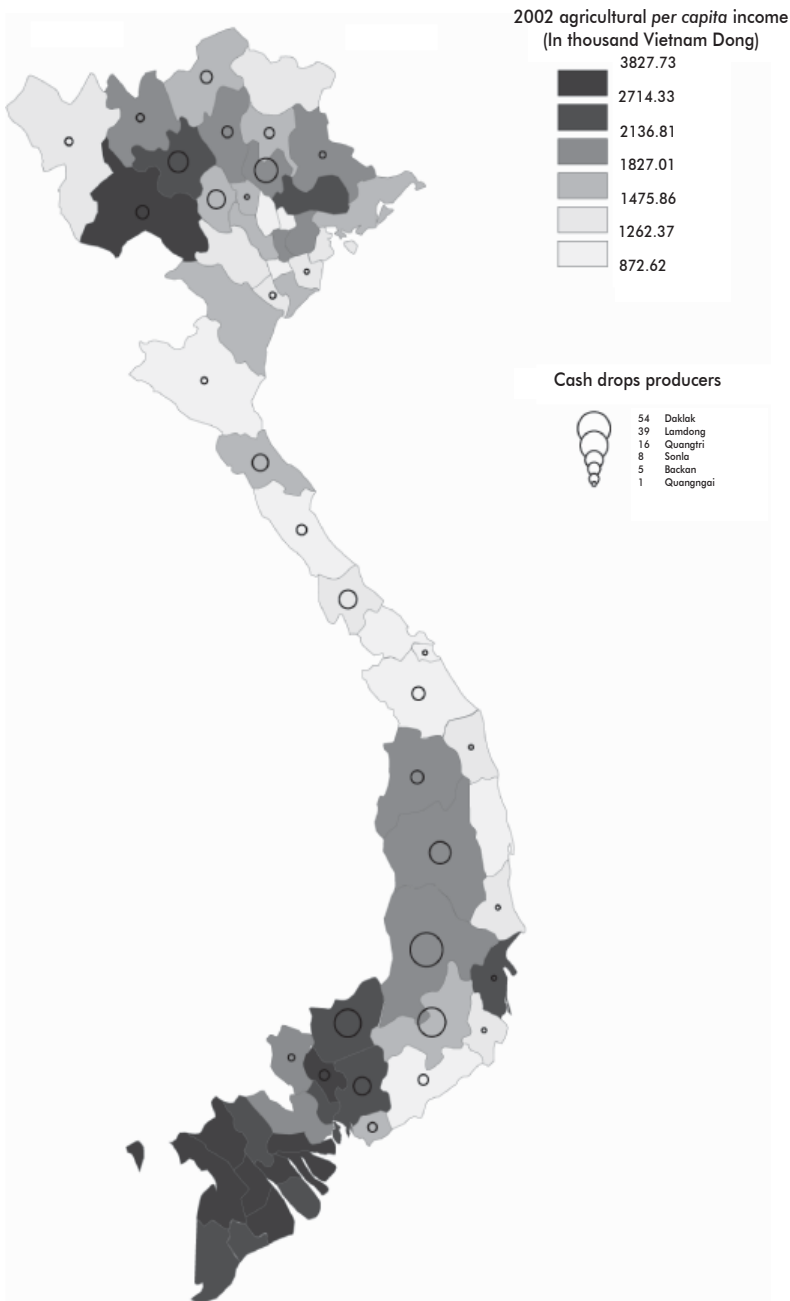 2002 agricultural per capita income
(In thousand Vietnam Dong)
3827.73
2714.33
2136.81
1827.01
1475.86
1262.37
872.62
Cash drops producers
54 Daklak
39 Lamdong
16 Quangtri
8 Sonla
5 Backan
1 Quangngai